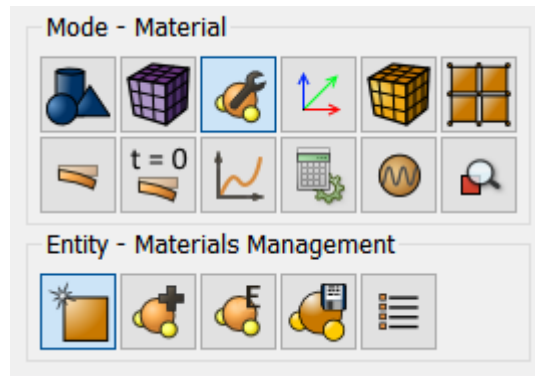 Mode - Material
t = 0
Entity - Materials Management
E